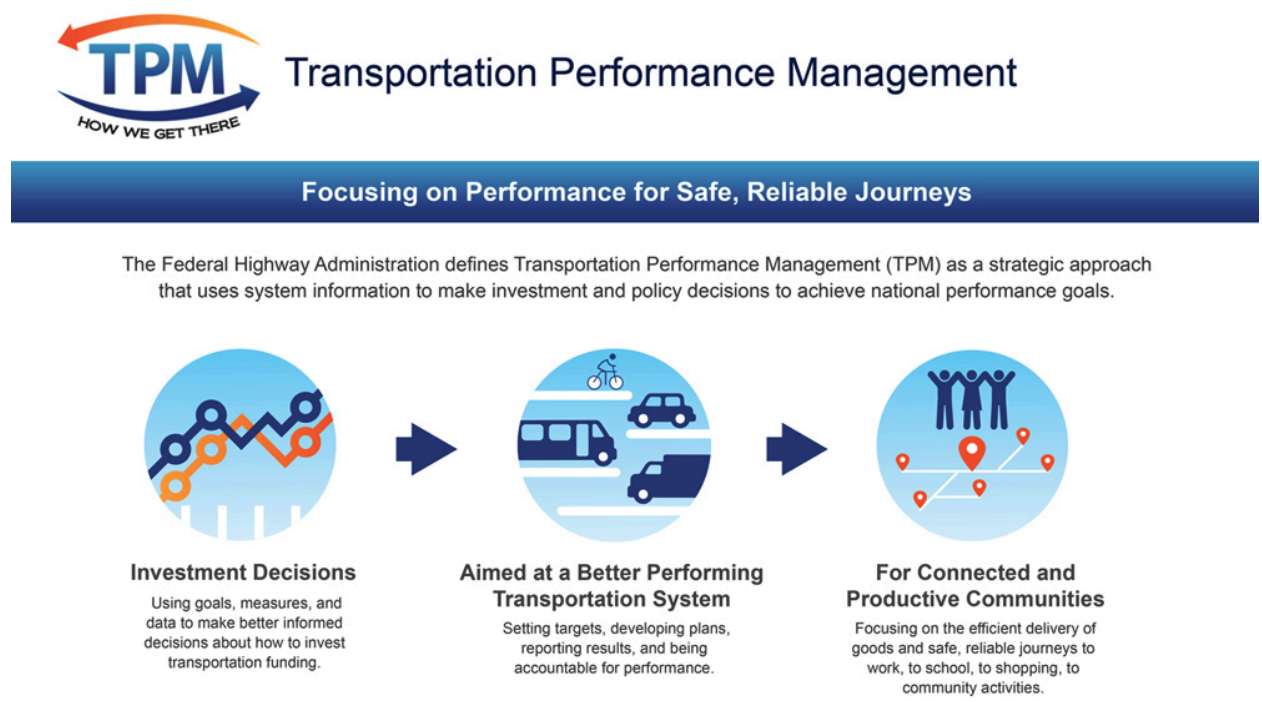 TPM
HOW WE GET THERE
Transportation Performance Management
Focusing on Performance for Safe, Reliable Journeys
The Federal Highway Administration defines Transportation Performance Management (TPM) as a strategic approach
that uses system information to make investment and policy decisions to achieve national performance goals.
Investment Decisions
Using goals, measures, and
data to make better informed
decisions about how to invest
transportation funding.
Aimed at a Better Performing
Transportation System
Setting targets, developing plans,
reporting results, and being
accountable for performance.
For Connected and
Productive Communities
Focusing on the efficient delivery of
goods and safe, reliable journeys to
work, to school, to shopping, to
community activities.